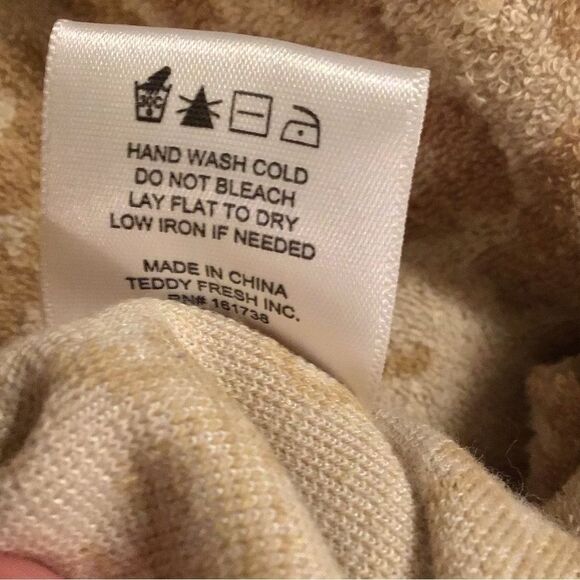 30C
HAND WASH COLD
DO NOT BLEACH
LAY FLAT TO DRY
LOW IRON IF NEEDED
MADE IN CHINA
TEDDY FRESH INC.
RN# 161738